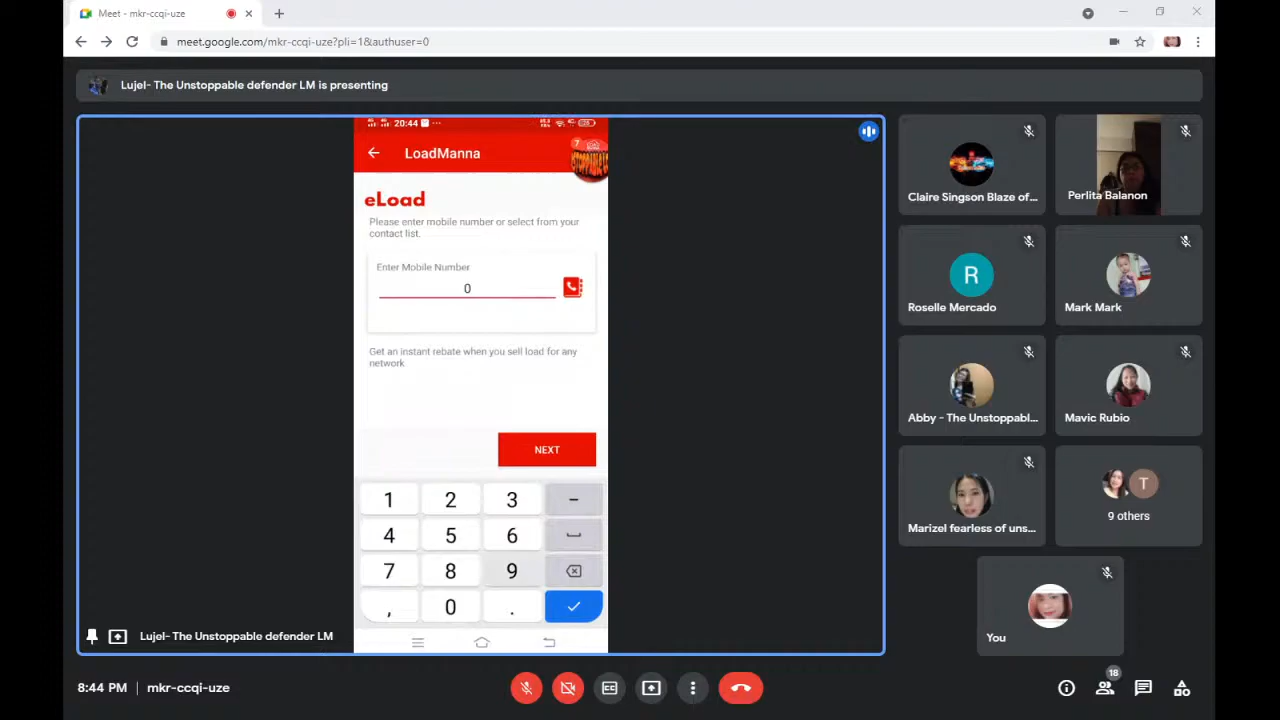 Meet - mkr-ccqi-uze
meet.google.com/mkr-ccqi-uze?pli=1&authuser=0
Lujel- The Unstoppable defender LM is presenting
20:44
LoadManna
7
eLoad
Please enter mobile number or select from your
contact list.
Enter Mobile Number
0
Get an instant rebate when you sell load for any
network
NEXT
1 2 3 -
4 5 6
7 8 9
, 0 .
Lujel- The Unstoppable defender LM
Claire Singson Blaze of...
Perlita Balanon
R
Roselle Mercado
Mark Mark
Abby - The Unstoppabl...
Mavic Rubio
Marizel fearless of uns...
T
9 others
You
8:44 PM | mkr-ccqi-uze
CC
18